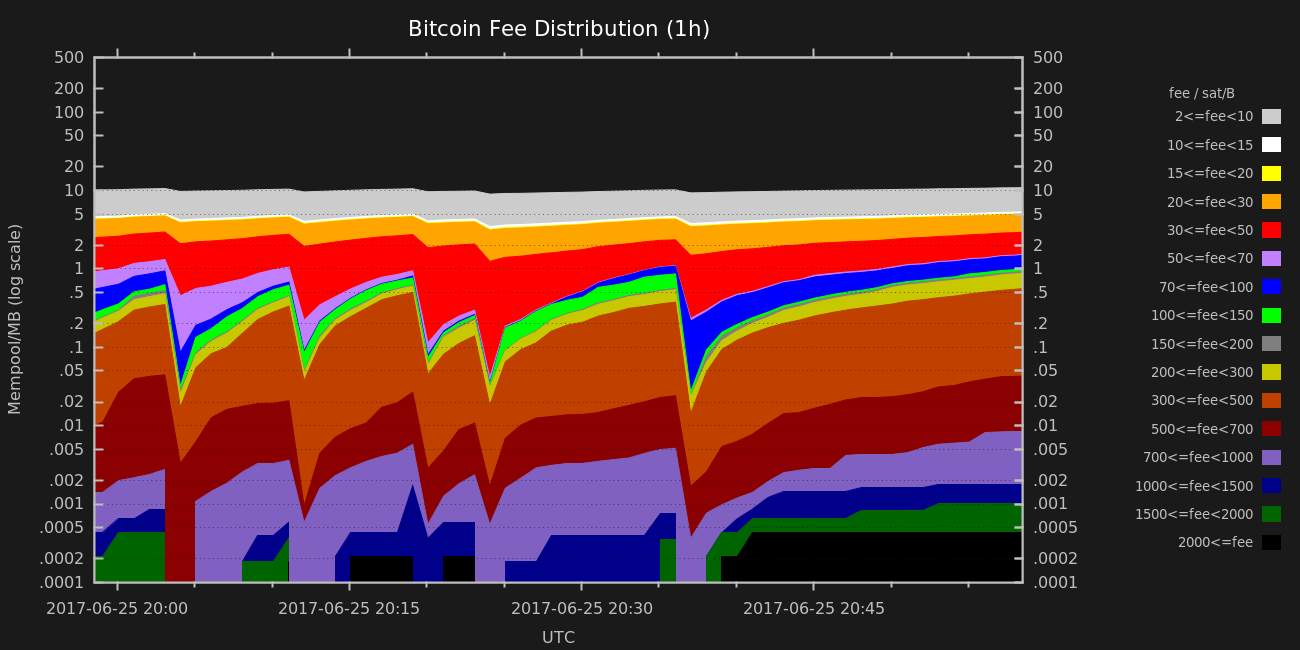 Bitcoin Fee Distribution (1h)
Mempool/MB (log scale)
500
200
100
50
20
10
5
2
1
.5
.2
.1
.05
.02
.01
.005
.002
.001
.0005
.0002
.0001
500
200
100
50
20
10
5
2
1
.5
.2
.1
.05
.02
.01
.005
.002
.001
.0005
.0002
.0001
2017-06-25 20:00 2017-06-25 20:15 2017-06-25 20:30 2017-06-25 20:45
UTC
fee / sat/B
2<=fee<10
10<=fee<15
15<=fee<20
20<=fee<30
30<=fee<50
50<=fee<70
70<=fee<100
100<=fee<150
150<=fee<200
200<=fee<300
300<=fee<500
500<=fee<700
700<=fee<1000
1000<=fee<1500
1500<=fee<2000
2000<=fee